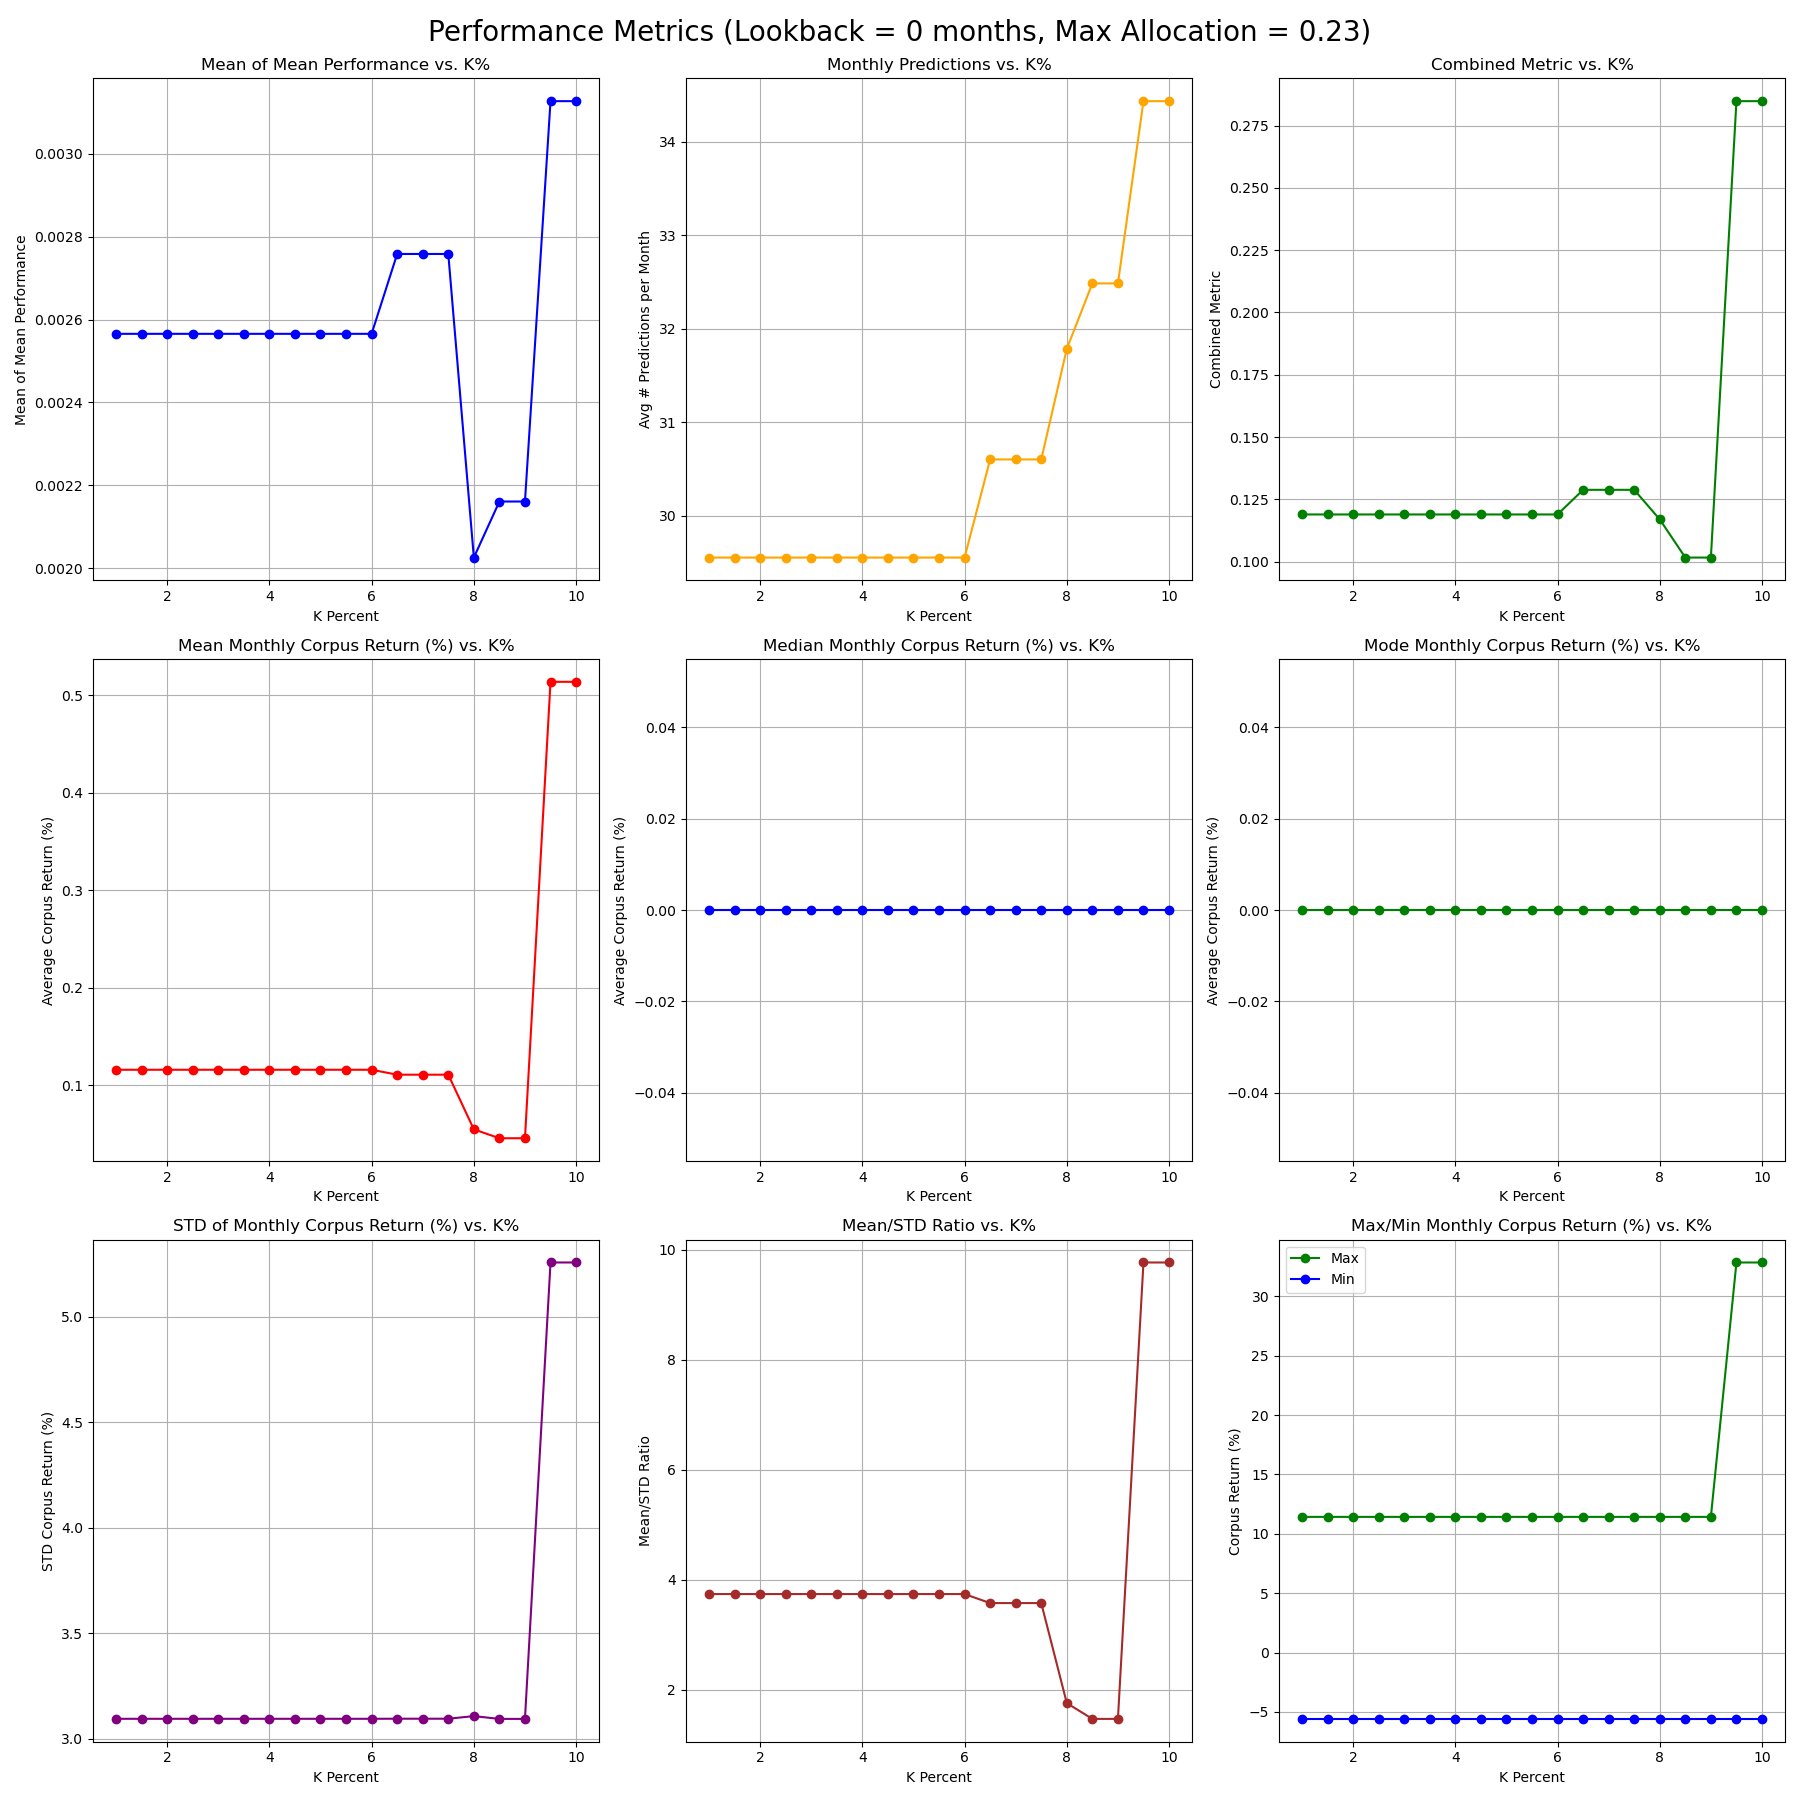 Performance Metrics (Lookback = 0 months, Max Allocation = 0.23)
Mean of Mean Performance vs. K%
Mean of Mean Performance
0.0030
0.0028
0.0026
0.0024
0.0022
0.0020
2 4 6 8 10
K Percent
Monthly Predictions vs. K%
Avg # Predictions per Month
34
33
32
31
30
2 4 6 8 10
K Percent
Combined Metric vs. K%
Combined Metric
0.275
0.250
0.225
0.200
0.175
0.150
0.125
0.100
2 4 6 8 10
K Percent
Mean Monthly Corpus Return (%) vs. K%
Average Corpus Return (%)
0.5
0.4
0.3
0.2
0.1
2 4 6 8 10
K Percent
Median Monthly Corpus Return (%) vs. K%
Average Corpus Return (%)
0.04
0.02
0.00
−0.02
−0.04
2 4 6 8 10
K Percent
Mode Monthly Corpus Return (%) vs. K%
Average Corpus Return (%)
0.04
0.02
0.00
−0.02
−0.04
2 4 6 8 10
K Percent
STD of Monthly Corpus Return (%) vs. K%
STD Corpus Return (%)
5.0
4.5
4.0
3.5
3.0
2 4 6 8 10
K Percent
Mean/STD Ratio vs. K%
Mean/STD Ratio
10
8
6
4
2
2 4 6 8 10
K Percent
Max/Min Monthly Corpus Return (%) vs. K%
Max
Min
Corpus Return (%)
30
25
20
15
10
5
0
−5
2 4 6 8 10
K Percent